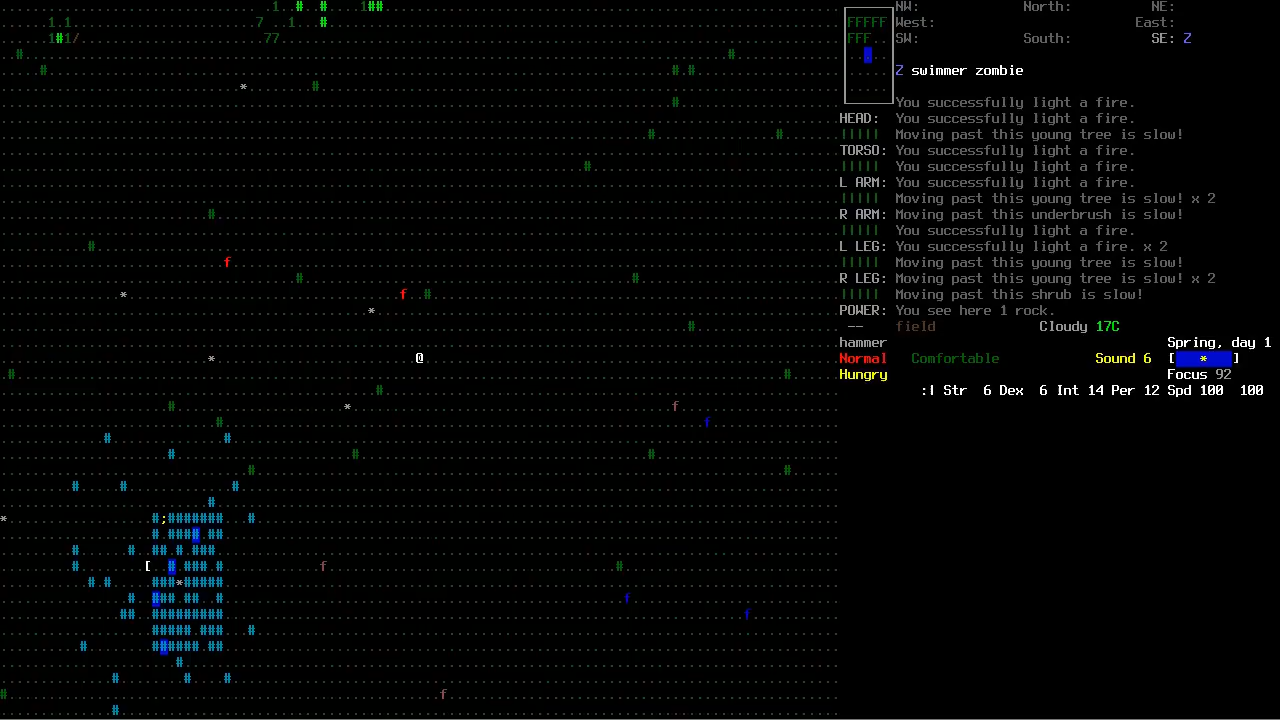 NW: North: NE:
FFFFF West: East:
FFF SW: South: SE: Z
Z swimmer zombie
You successfully light a fire.
HEAD: You successfully light a fire.
||||| Moving past this young tree is slow!
TORSO: You successfully light a fire.
||||| You successfully light a fire.
L ARM: You successfully light a fire.
||||| Moving past this young tree is slow! x 2
R ARM: Moving past this underbrush is slow!
||||| You successfully light a fire.
L LEG: You successfully light a fire. x 2
||||| Moving past this young tree is slow!
R LEG: Moving past this young tree is slow! x 2
||||| Moving past this shrub is slow!
POWER: You see here 1 rock.
-- field Cloudy 17C
hammer Spring, day 1
Normal Comfortable Sound 6 [ * ]
Hungry Focus 92
:| Str 6 Dex 6 Int 14 Per 12 Spd 100 100